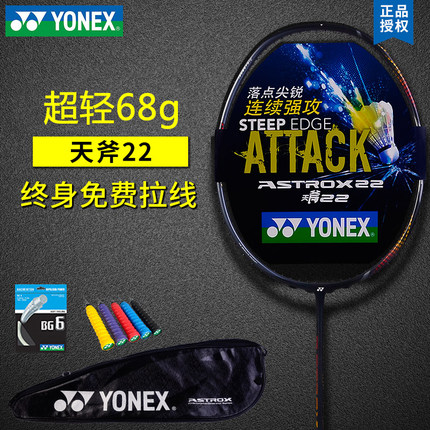 YONEX
正品
授权
超轻68g
天斧22
终身免费拉线
落点尖锐
连续强攻
STEEP EDGE
ATTACK
ASTROX22
天斧22
YONEX
BG6
YONEX
ASTROX